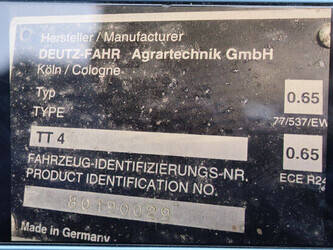 Hersteller / Manufacturer
DEUTZ-FAHR Agrartechnik GmbH
Köln / Cologne
Typ
TYPE
0.65
77/537/EW
TT 4
0.65
FAHRZEUG-IDENTIFIZIERUNGS-NR.
PRODUCT IDENTIFICATION NO.
ECE R24
80190029
Made in Germany